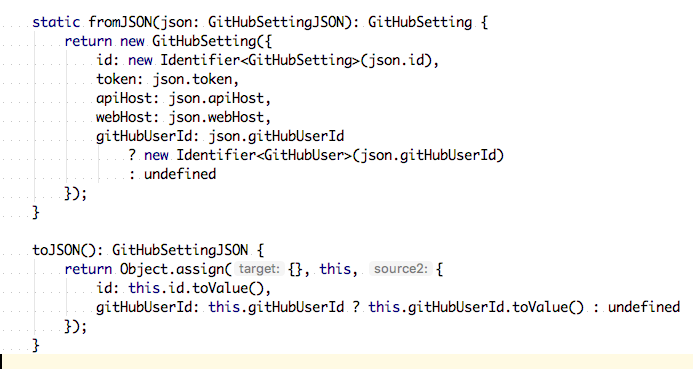 static fromJSON(json: GitHubSettingJSON): GitHubSetting {
    return new GitHubSetting({
        id: new Identifier<GitHubSetting>(json.id),
        token: json.token,
        apiHost: json.apiHost,
        webHost: json.webHost,
        gitHubUserId: json.gitHubUserId
            ? new Identifier<GitHubUser>(json.gitHubUserId)
            : undefined
    });
}

toJSON(): GitHubSettingJSON {
    return Object.assign( target: {}, this, source2: {
        id: this.id.toValue(),
        gitHubUserId: this.gitHubUserId ? this.gitHubUserId.toValue() : undefined
    });
}